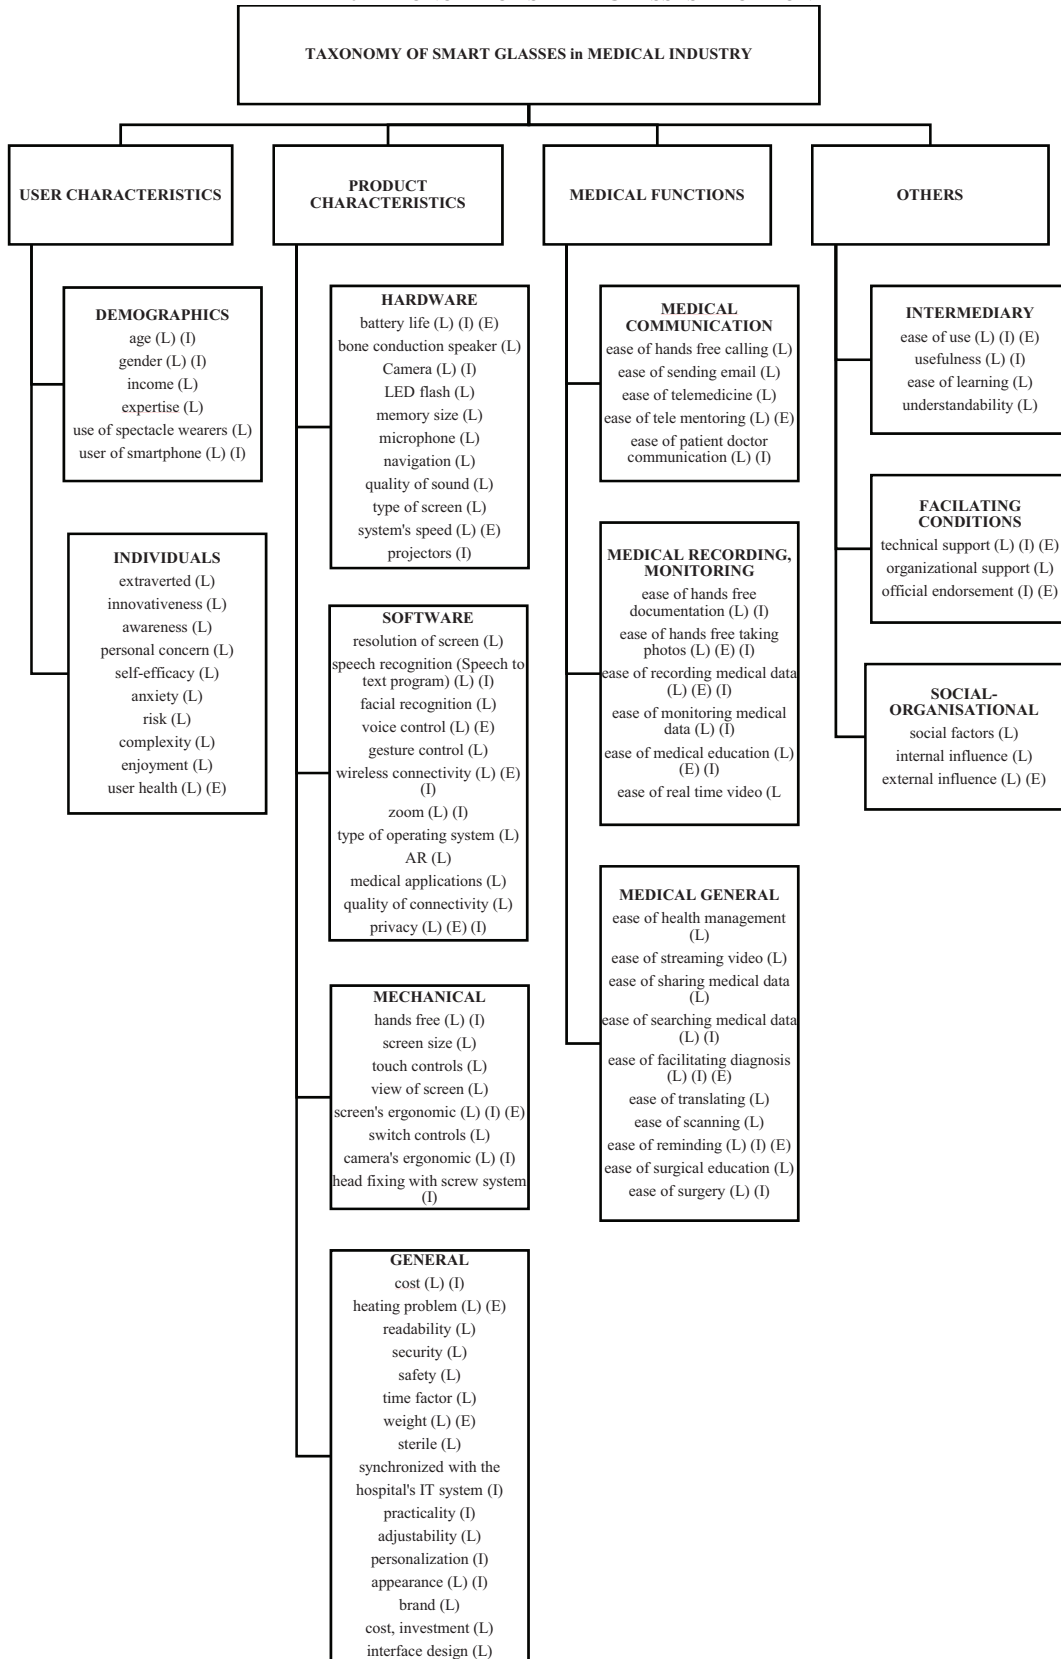 TAXONOMY OF SMART GLASSES in MEDICAL INDUSTRY
USER CHARACTERISTICS
DEMOGRAPHICS
age (L) (I)
gender (L) (I)
income (L)
expertise (L)
use of spectacle wearers (L)
user of smartphone (L) (I)
INDIVIDUALS
extraverted (L)
innovativeness (L)
awareness (L)
personal concern (L)
self-efficacy (L)
anxiety (L)
risk (L)
complexity (L)
enjoyment (L)
user health (L) (E)
PRODUCT
CHARACTERISTICS
HARDWARE
battery life (L) (I) (E)
bone conduction speaker (L)
Camera (L) (I)
LED flash (L)
memory size (L)
microphone (L)
navigation (L)
quality of sound (L)
type of screen (L)
system's speed (L) (E)
projectors (I)
SOFTWARE
resolution of screen (L)
speech recognition (Speech to
text program) (L) (I)
facial recognition (L)
voice control (L) (E)
gesture control (L)
wireless connectivity (L) (E)
(I)
zoom (L) (I)
type of operating system (L)
AR (L)
medical applications (L)
quality of connectivity (L)
privacy (L) (E) (I)
MECHANICAL
hands free (L) (I)
screen size (L)
touch controls (L)
view of screen (L)
screen's ergonomic (L) (I) (E)
switch controls (L)
camera's ergonomic (L) (I)
head fixing with screw system
(I)
GENERAL
cost (L) (I)
heating problem (L) (E)
readability (L)
security (L)
safety (L)
time factor (L)
weight (L) (E)
sterile (L)
synchronized with the
hospital's IT system (I)
practicality (I)
adjustability (L)
personalization (I)
appearance (L) (I)
brand (L)
cost, investment (L)
interface design (L)
MEDICAL FUNCTIONS
MEDICAL
COMMUNICATION
ease of hands free calling (L)
ease of sending email (L)
ease of telemedicine (L)
ease of tele mentoring (L) (E)
ease of patient doctor
communication (L) (I)
MEDICAL RECORDING,
MONITORING
ease of hands free
documentation (L) (I)
ease of hands free taking
photos (L) (E) (I)
ease of recording medical data
(L) (E) (I)
ease of monitoring medical
data (L) (I)
ease of medical education (L)
(E) (I)
ease of real time video (L
MEDICAL GENERAL
ease of health management
(L)
ease of streaming video (L)
ease of sharing medical data
(L)
ease of searching medical data
(L) (I)
ease of facilitating diagnosis
(L) (I) (E)
ease of translating (L)
ease of scanning (L)
ease of reminding (L) (I) (E)
ease of surgical education (L)
ease of surgery (L) (I)
OTHERS
INTERMEDIARY
ease of use (L) (I) (E)
usefulness (L) (I)
ease of learning (L)
understandability (L)
FACILATING
CONDITIONS
technical support (L) (I) (E)
organizational support (L)
official endorsement (I) (E)
SOCIAL-
ORGANISATIONAL
social factors (L)
internal influence (L)
external influence (L) (E)